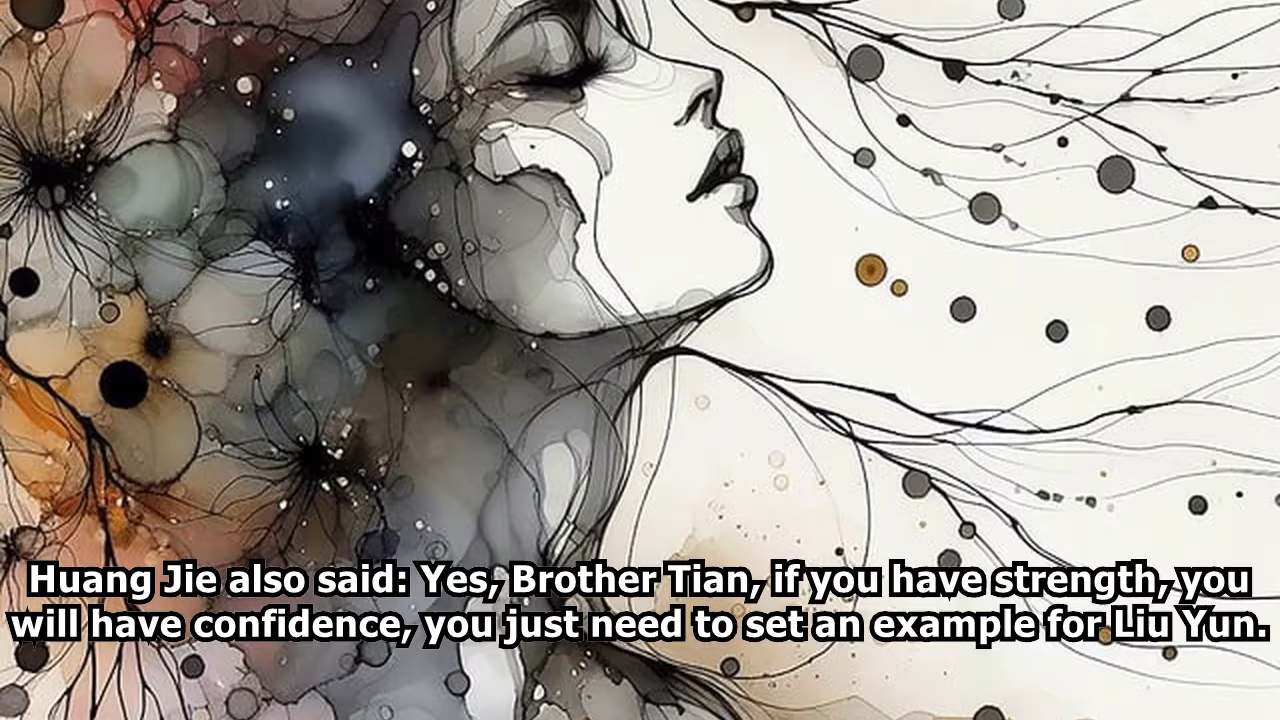 Huang Jie also said: Yes, Brother Tian, if you have strength, you
will have confidence, you just need to set an example for Liu Yun.